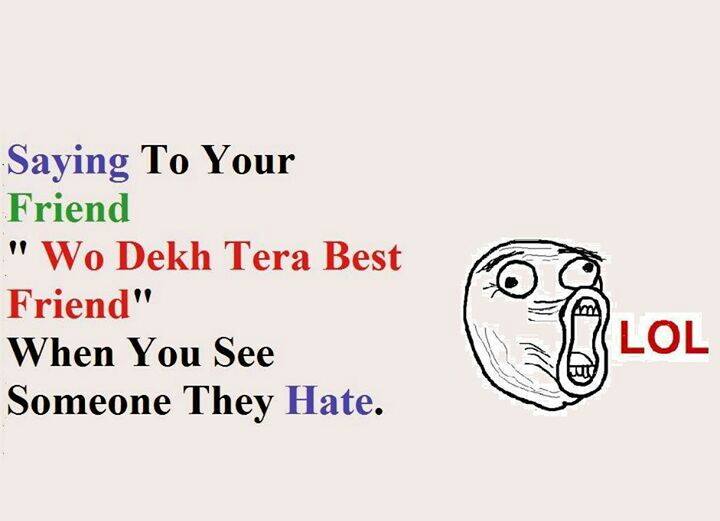 Saying To Your
Friend
" Wo Dekh Tera Best
Friend"
When You See
Someone They Hate.
LOL